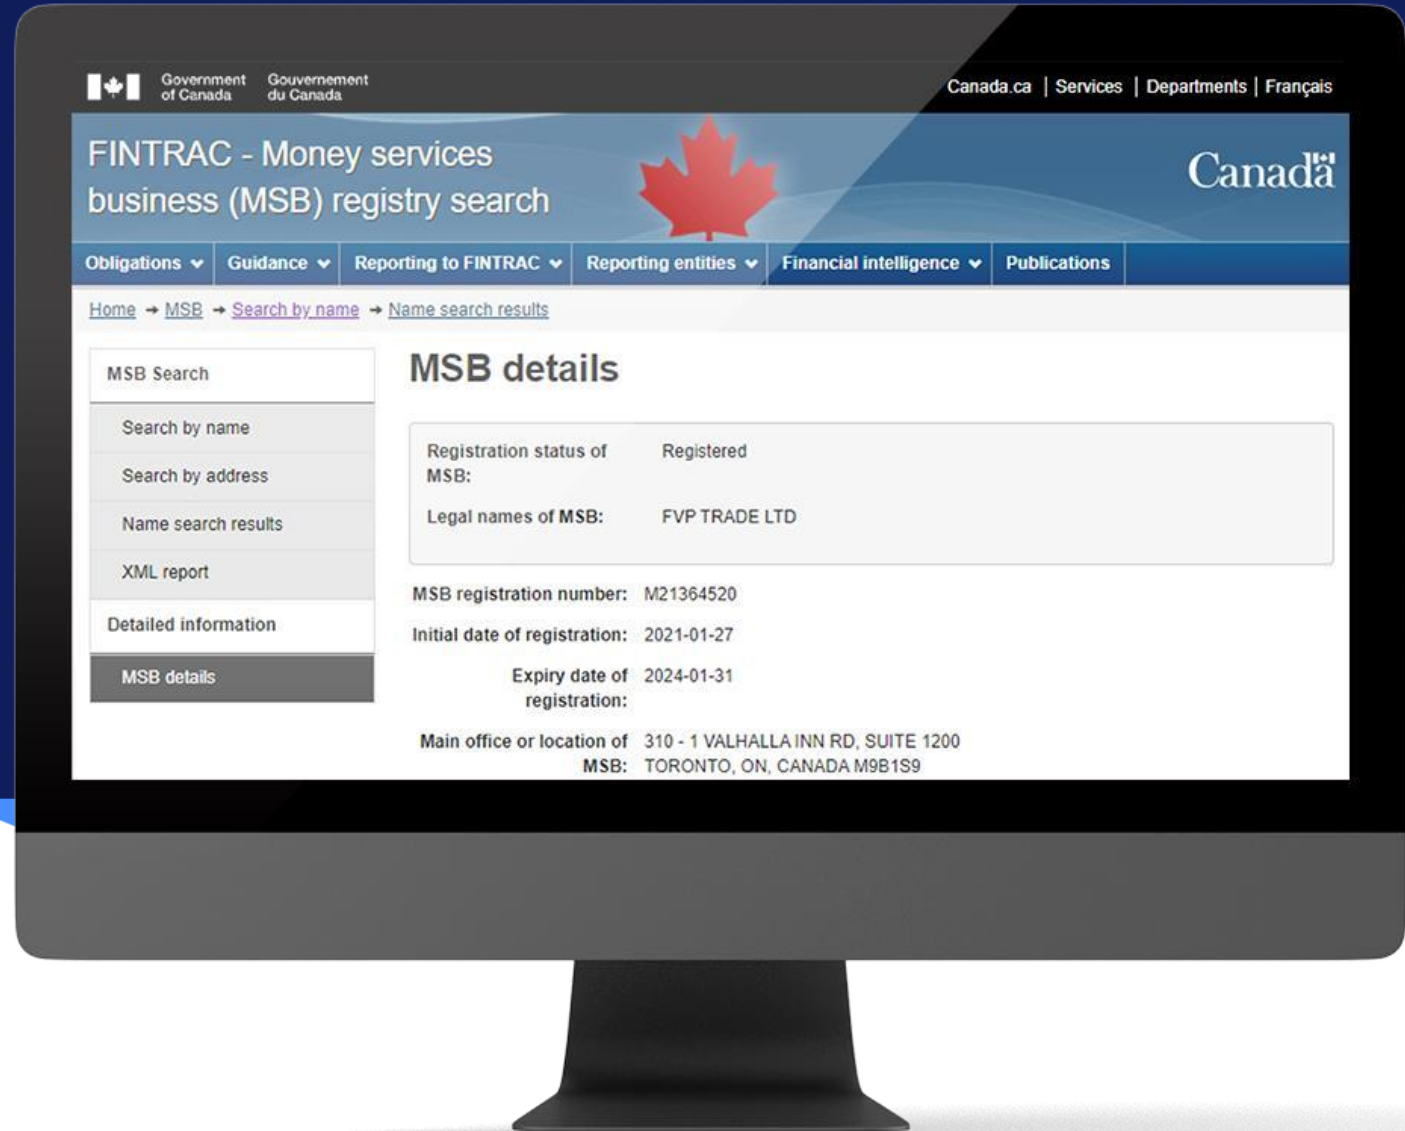 Government of Canada
Gouvernement du Canada
Canada.ca | Services | Departments | Français
FINTRAC - Money services
business (MSB) registry search
Canada
Obligations Guidance Reporting to FINTRAC Reporting entities Financial intelligence Publications
Home → MSB → Search by name → Name search results
MSB Search
Search by name
Search by address
Name search results
XML report
Detailed information
MSB details
MSB details
Registration status of MSB: Registered
Legal names of MSB: FVP TRADE LTD
MSB registration number: M21364520
Initial date of registration: 2021-01-27
Expiry date of registration: 2024-01-31
Main office or location of MSB: 310 - 1 VALHALLA INN RD, SUITE 1200
TORONTO, ON, CANADA M9B1S9